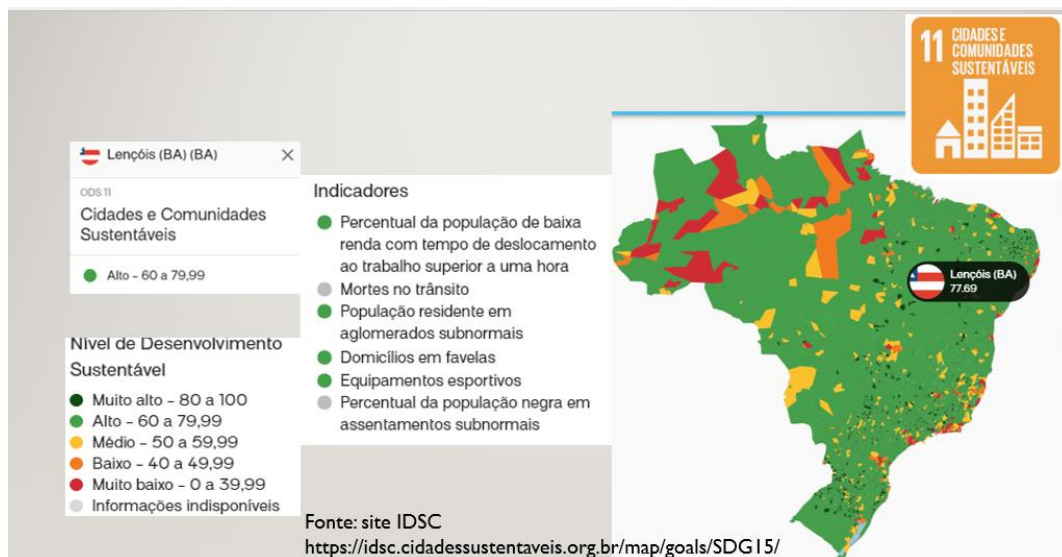 11 CIDADES E
COMUNIDADES
SUSTENTÁVEIS
Lençóis (BA) (BA)
ODS 11
Cidades e Comunidades
Sustentáveis
Alto - 60 a 79,99
Nível de Desenvolvimento
Sustentável
Muito alto - 80 a 100
Alto - 60 a 79,99
Médio - 50 a 59,99
Baixo - 40 a 49,99
Muito baixo - 0 a 39,99
Informações indisponíveis
Indicadores
Percentual da população de baixa
renda com tempo de deslocamento
ao trabalho superior a uma hora
Mortes no trânsito
População residente em
aglomerados subnormais
Domicílios em favelas
Equipamentos esportivos
Percentual da população negra em
assentamentos subnormais
Lençóis (BA)
77.69
Fonte: site IDSC
https://idsc.cidadessustentaveis.org.br/map/goals/SDG15/